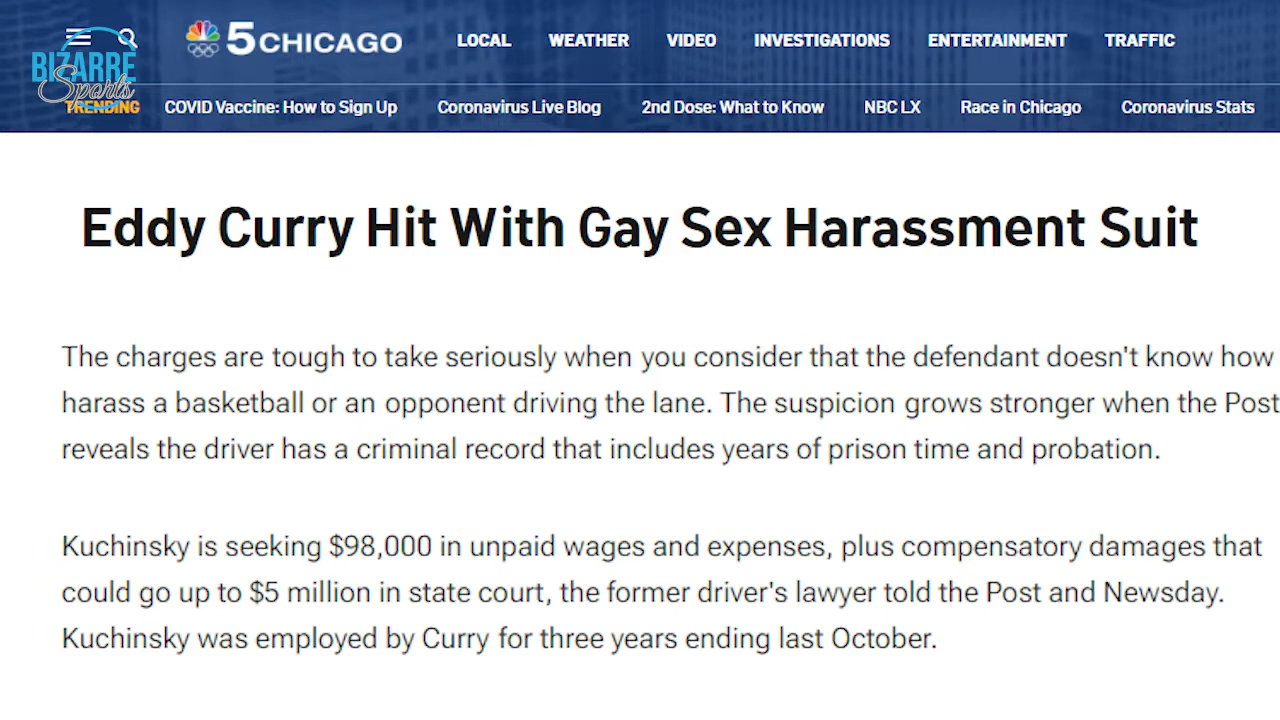 BIZARRE
Sports
5 CHICAGO LOCAL WEATHER VIDEO INVESTIGATIONS ENTERTAINMENT TRAFFIC
TRENDING COVID Vaccine: How to Sign Up Coronavirus Live Blog 2nd Dose: What to Know NBC LX Race in Chicago Coronavirus Stats
Eddy Curry Hit With Gay Sex Harassment Suit
The charges are tough to take seriously when you consider that the defendant doesn't know how
harass a basketball or an opponent driving the lane. The suspicion grows stronger when the Post
reveals the driver has a criminal record that includes years of prison time and probation.
Kuchinsky is seeking $98,000 in unpaid wages and expenses, plus compensatory damages that
could go up to $5 million in state court, the former driver's lawyer told the Post and Newsday.
Kuchinsky was employed by Curry for three years ending last October.